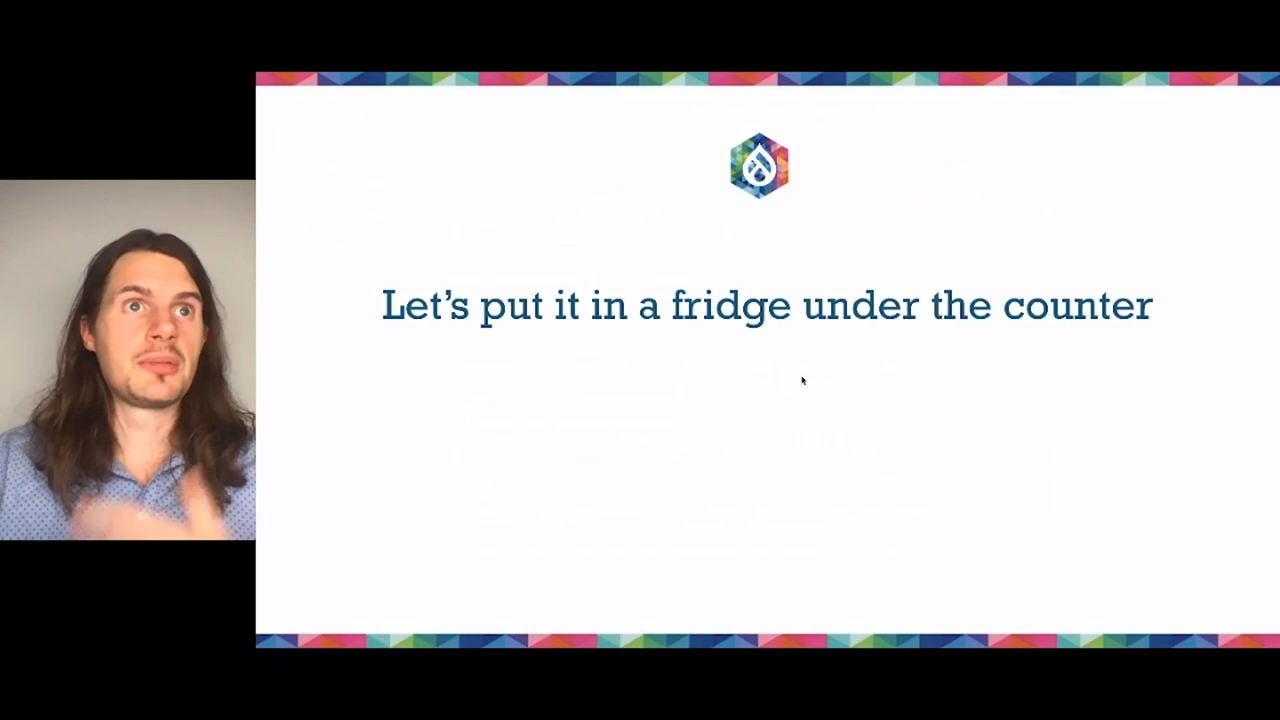 Let’s put it in a fridge under the counter